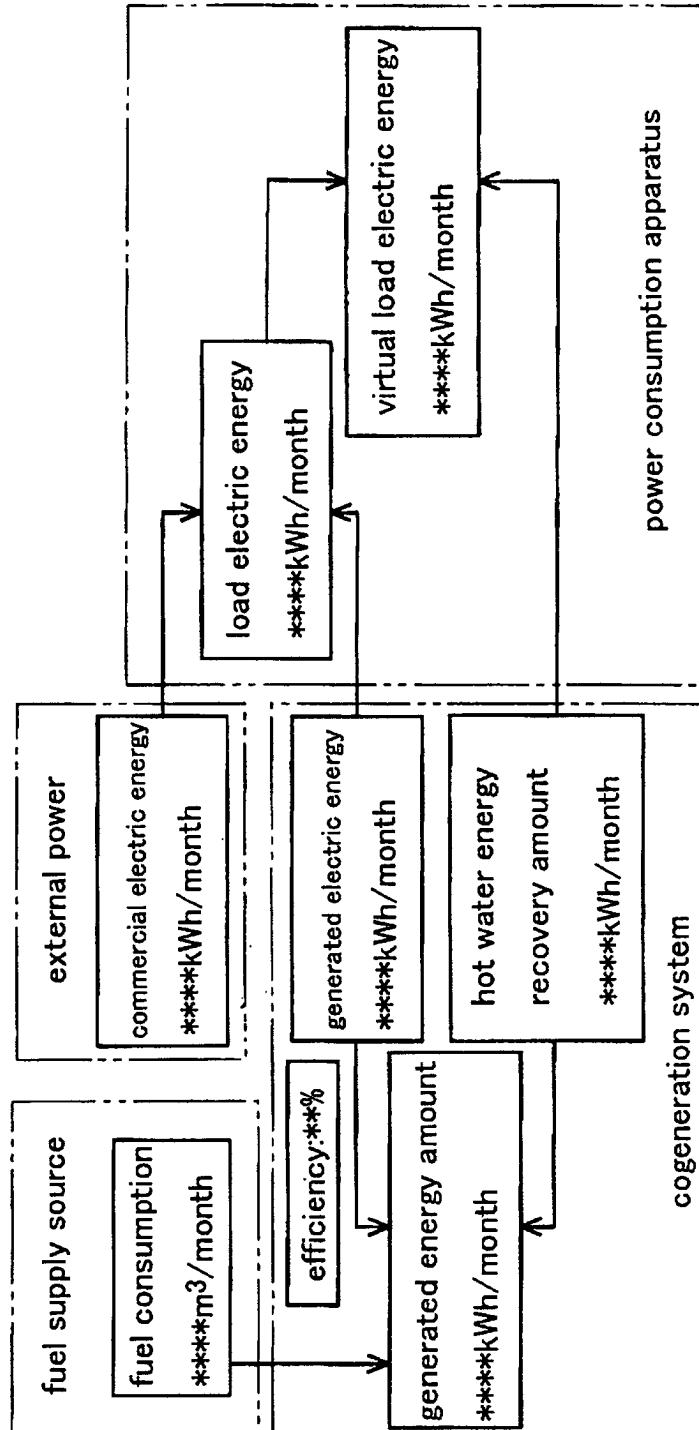 fuel supply source
fuel consumption
****m³/month
external power
commercial electric energy
****kWh/month
efficiency:**%
generated energy amount
****kWh/month
generated electric energy
****kWh/month
hot water energy
recovery amount
****kWh/month
cogeneration system
load electric energy
****kWh/month
virtual load electric energy
****kWh/month
power consumption apparatus